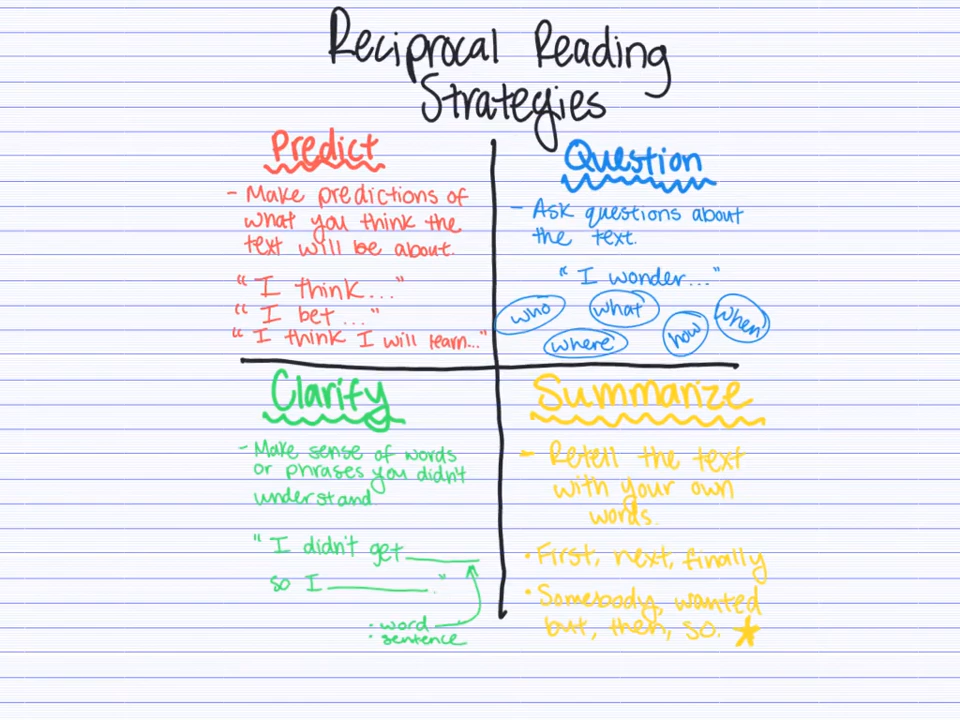 Reciprocal Reading
Strategies
Predict
- Make predictions of
what you think the
text will be about.
"I think..."
"I bet..."
"I think I will learn..."
Question
- Ask questions about
the text.
"I wonder..."
who
what
when
where
how
Clarify
- Make sense of words
or phrases you didn't
understand.
"I didn't get ______
so I ______."
• word
• sentence
Summarize
- Retell the text
with your own
words.
• First, next, finally
• Somebody, wanted
but, then, so. ★